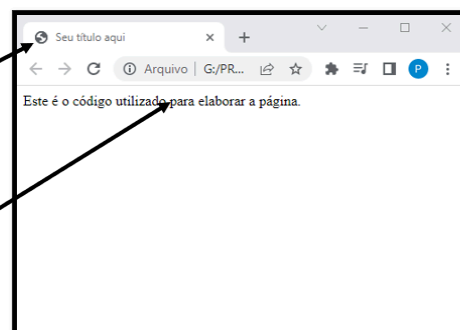 Seu título aqui
Arquivo | G:/PR...
P
Este é o código utilizado para elaborar a página.